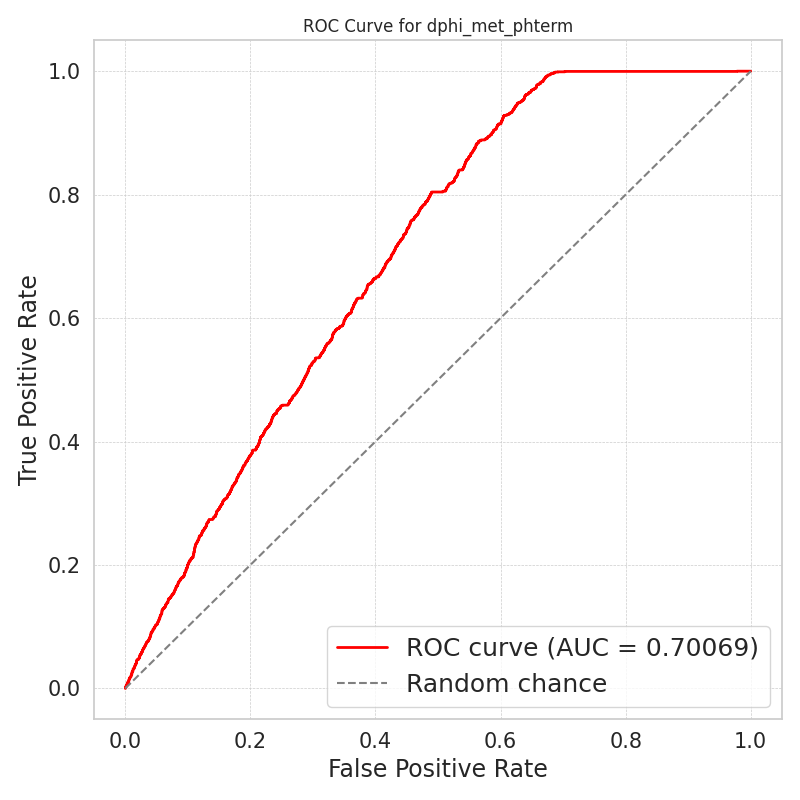 ROC Curve for dphi_met_phterm
True Positive Rate
1.0
0.8
0.6
0.4
0.2
0.0
ROC curve (AUC = 0.70069)
Random chance
0.0 0.2 0.4 0.6 0.8 1.0
False Positive Rate